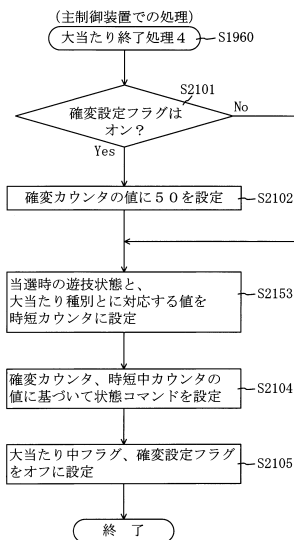 (主制御装置での処理)
大当たり終了処理4
S1960
S2101
確変設定フラグは
オン?
No
Yes
確変カウンタの値に50を設定
S2102
当選時の遊技状態と、
大当たり種別とに対応する値を
時短カウンタに設定
S2153
確変カウンタ、時短中カウンタの
値に基づいて状態コマンドを設定
S2104
大当たり中フラグ、確変設定フラグ
をオフに設定
S2105
終 了